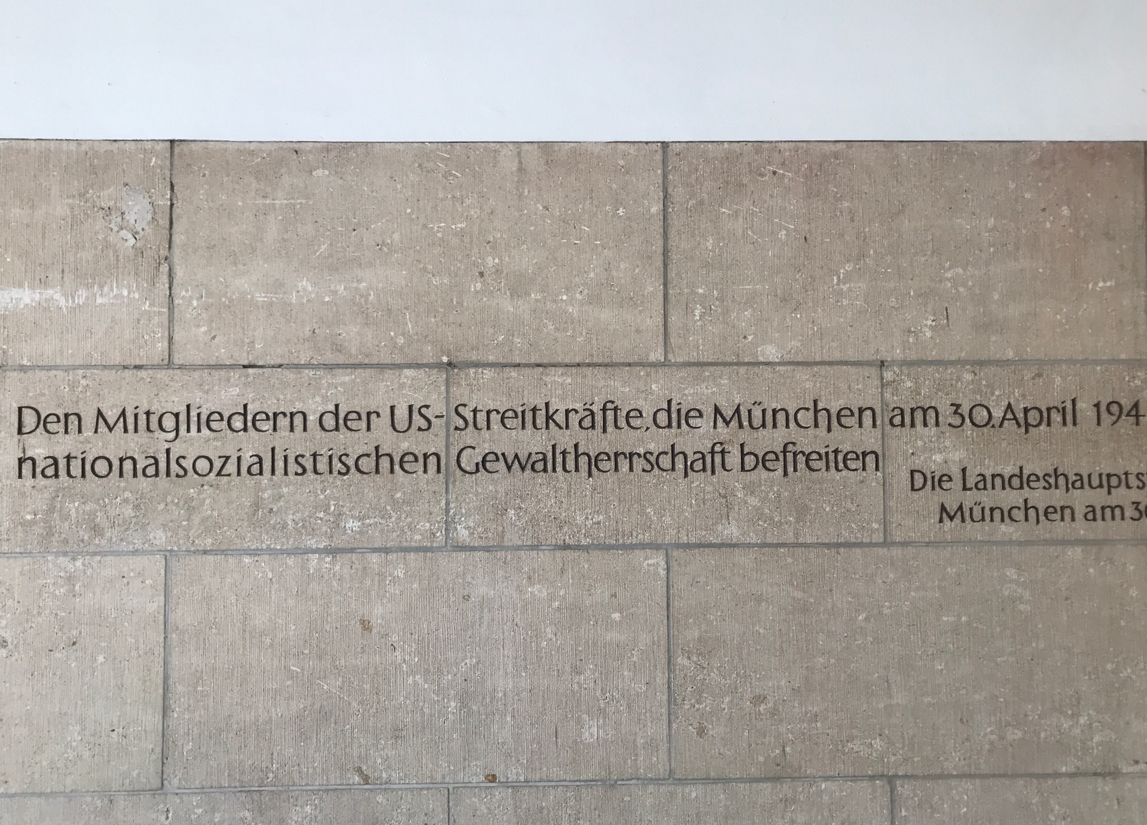 Den Mitgliedern der US-Streitkräfte, die München am 30. April 194
nationalsozialistischen Gewaltherrschaft befreiten
Die Landeshaupts
München am 3